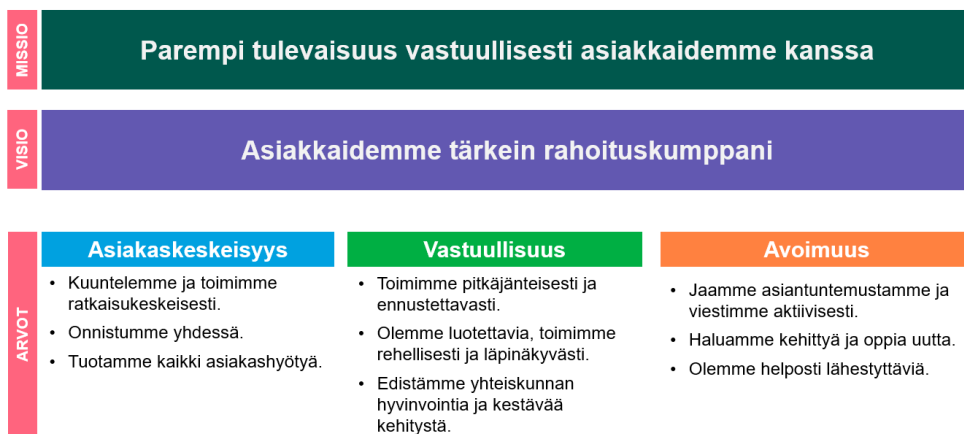 MISSIO
Parempi tulevaisuus vastuullisesti asiakkaidemme kanssa
VISIO
Asiakkaidemme tärkein rahoituskumppani
ARVOT
Asiakaskeskeisyys
• Kuuntelemme ja toimimme
ratkaisukeskeisesti.
• Onnistumme yhdessä.
• Tuotamme kaikki asiakashyötyä.
Vastuullisuus
• Toimimme pitkäjänteisesti ja
ennustettavasti.
• Olemme luotettavia, toimimme
rehellisesti ja läpinäkyvästi.
• Edistämme yhteiskunnan
hyvinvointia ja kestävää
kehitystä.
Avoimuus
• Jaamme asiantuntemustamme ja
viestimme aktiivisesti.
• Haluamme kehittyä ja oppia uutta.
• Olemme helposti lähestyttäviä.